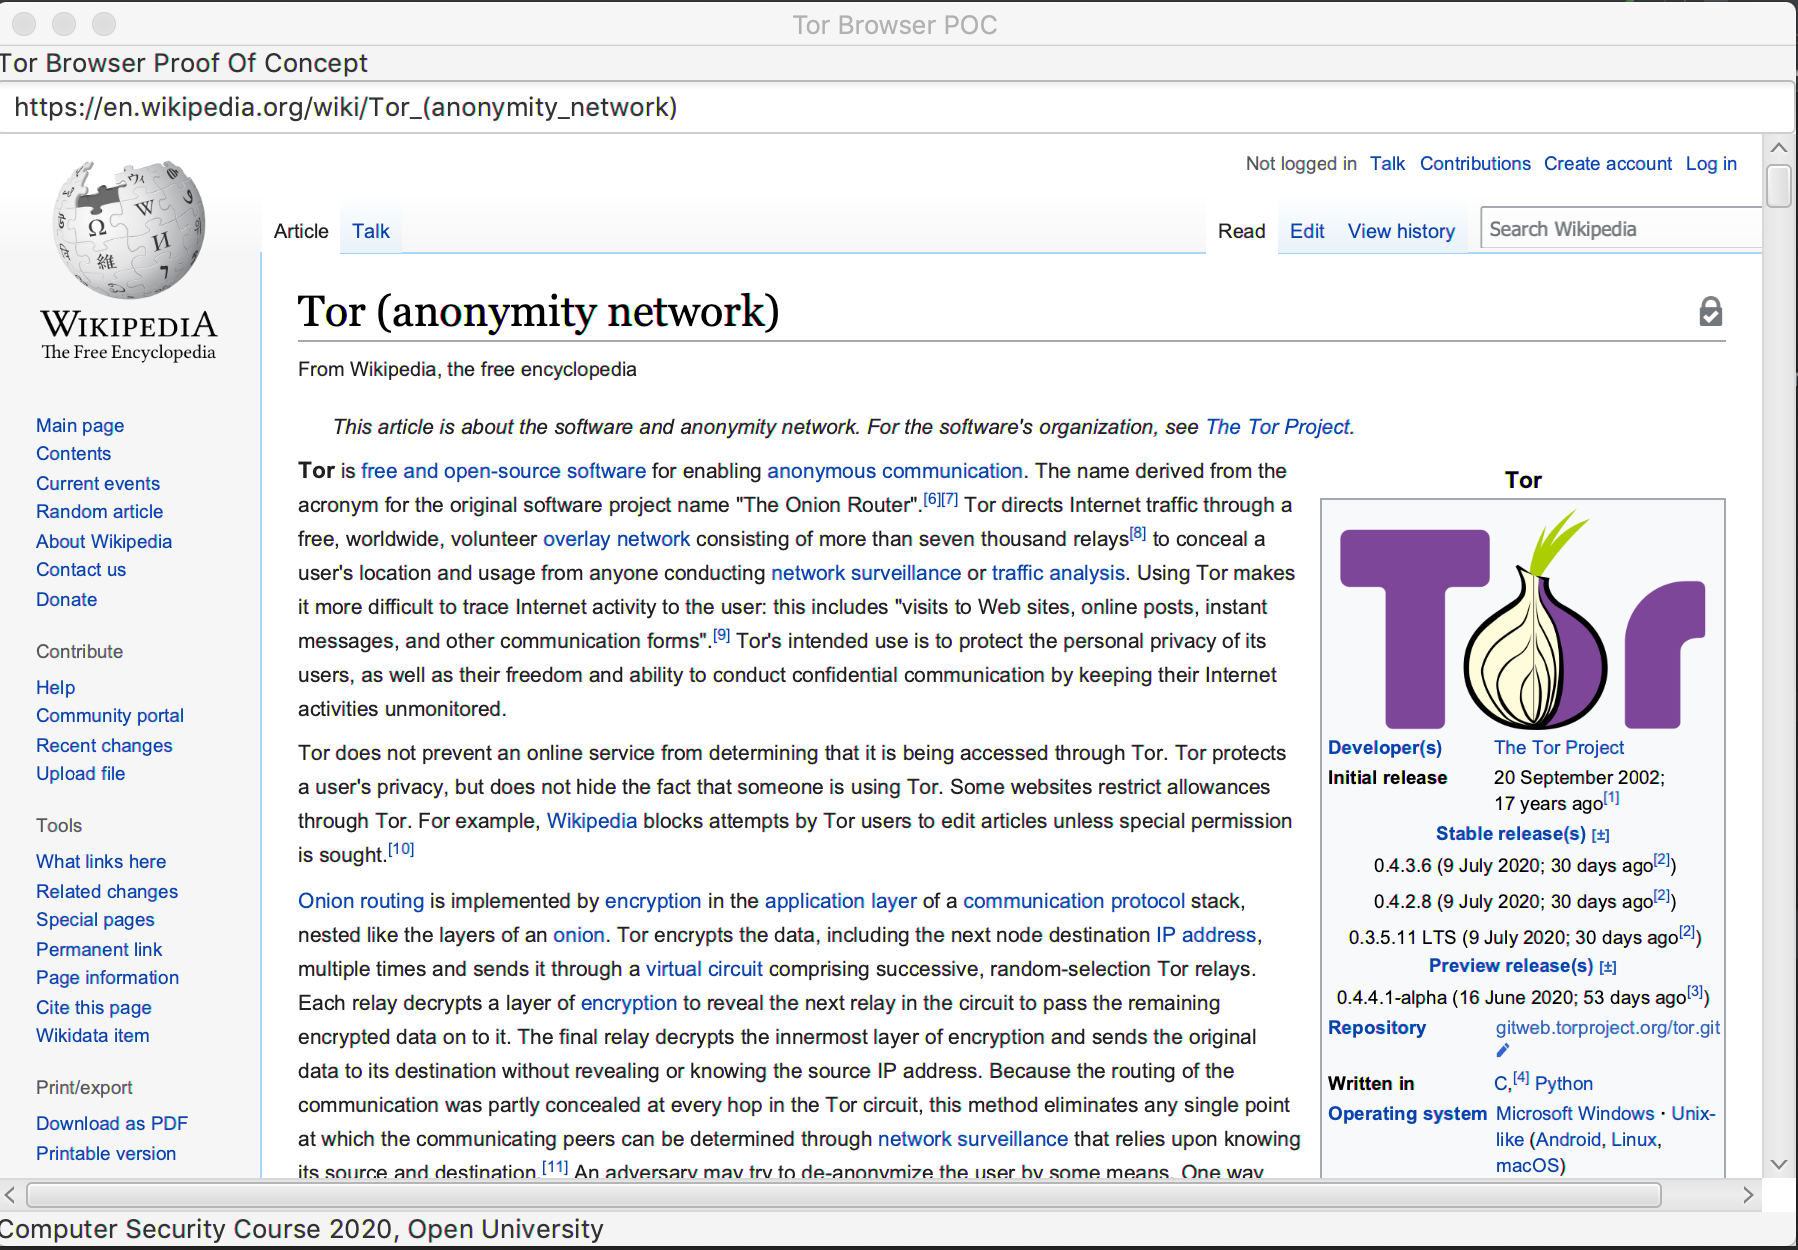 Tor Browser POC
Tor Browser Proof Of Concept
https://en.wikipedia.org/wiki/Tor_(anonymity_network)
Not logged in Talk Contributions Create account Log in
Article Talk Read Edit View history Search Wikipedia
Ω W И 維 7
WIKIPEDIA
The Free Encyclopedia
Main page
Contents
Current events
Random article
About Wikipedia
Contact us
Donate
Contribute
Help
Community portal
Recent changes
Upload file
Tools
What links here
Related changes
Special pages
Permanent link
Page information
Cite this page
Wikidata item
Print/export
Download as PDF
Printable version
Tor (anonymity network)
From Wikipedia, the free encyclopedia
This article is about the software and anonymity network. For the software's organization, see The Tor Project.
Tor is free and open-source software for enabling anonymous communication. The name derived from the
acronym for the original software project name "The Onion Router".[6][7] Tor directs Internet traffic through a
free, worldwide, volunteer overlay network consisting of more than seven thousand relays[8] to conceal a
user's location and usage from anyone conducting network surveillance or traffic analysis. Using Tor makes
it more difficult to trace Internet activity to the user: this includes "visits to Web sites, online posts, instant
messages, and other communication forms".[9] Tor's intended use is to protect the personal privacy of its
users, as well as their freedom and ability to conduct confidential communication by keeping their Internet
activities unmonitored.
Tor does not prevent an online service from determining that it is being accessed through Tor. Tor protects
a user's privacy, but does not hide the fact that someone is using Tor. Some websites restrict allowances
through Tor. For example, Wikipedia blocks attempts by Tor users to edit articles unless special permission
is sought.[10]
Onion routing is implemented by encryption in the application layer of a communication protocol stack,
nested like the layers of an onion. Tor encrypts the data, including the next node destination IP address,
multiple times and sends it through a virtual circuit comprising successive, random-selection Tor relays.
Each relay decrypts a layer of encryption to reveal the next relay in the circuit to pass the remaining
encrypted data on to it. The final relay decrypts the innermost layer of encryption and sends the original
data to its destination without revealing or knowing the source IP address. Because the routing of the
communication was partly concealed at every hop in the Tor circuit, this method eliminates any single point
at which the communicating peers can be determined through network surveillance that relies upon knowing
its source and destination.[11] An adversary may try to de-anonymize the user by some means. One way
Tor
Tor
Developer(s) The Tor Project
Initial release 20 September 2002;
17 years ago[1]
Stable release(s) [±]
0.4.3.6 (9 July 2020; 30 days ago[2])
0.4.2.8 (9 July 2020; 30 days ago[2])
0.3.5.11 LTS (9 July 2020; 30 days ago[2])
Preview release(s) [±]
0.4.4.1-alpha (16 June 2020; 53 days ago[3])
Repository gitweb.torproject.org/tor.git
Written in C,[4] Python
Operating system Microsoft Windows · Unix-
like (Android, Linux,
macOS)
Computer Security Course 2020, Open University